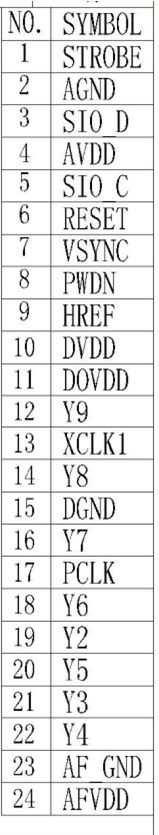 NO. SYMBOL
1 STROBE
2 AGND
3 SIO_D
4 AVDD
5 SIO_C
6 RESET
7 VSYNC
8 PWDN
9 HREF
10 DVDD
11 DOVDD
12 Y9
13 XCLK1
14 Y8
15 DGND
16 Y7
17 PCLK
18 Y6
19 Y2
20 Y5
21 Y3
22 Y4
23 AF_GND
24 AFVDD